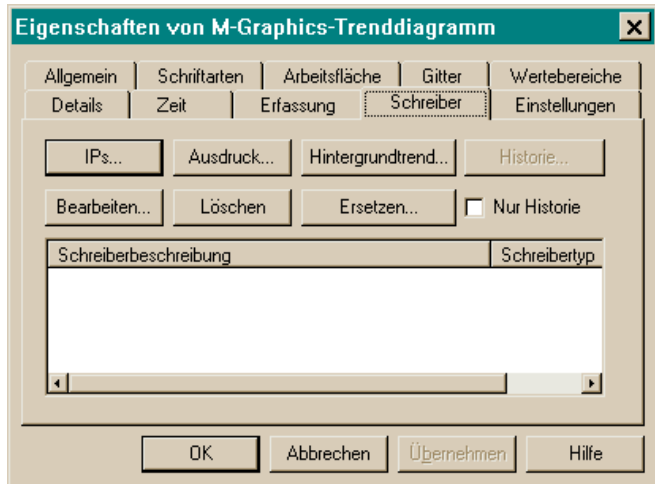 Eigenschaften von M-Graphics-Trenddiagramm
Allgemein Schriftarten Arbeitsfläche Gitter Wertebereiche
Details Zeit Erfassung Schreiber Einstellungen
IPs... Ausdruck... Hintergrundtrend... Historie...
Bearbeiten... Löschen Ersetzen... Nur Historie
Schreiberbeschreibung Schreibertyp
OK Abbrechen Übernehmen Hilfe